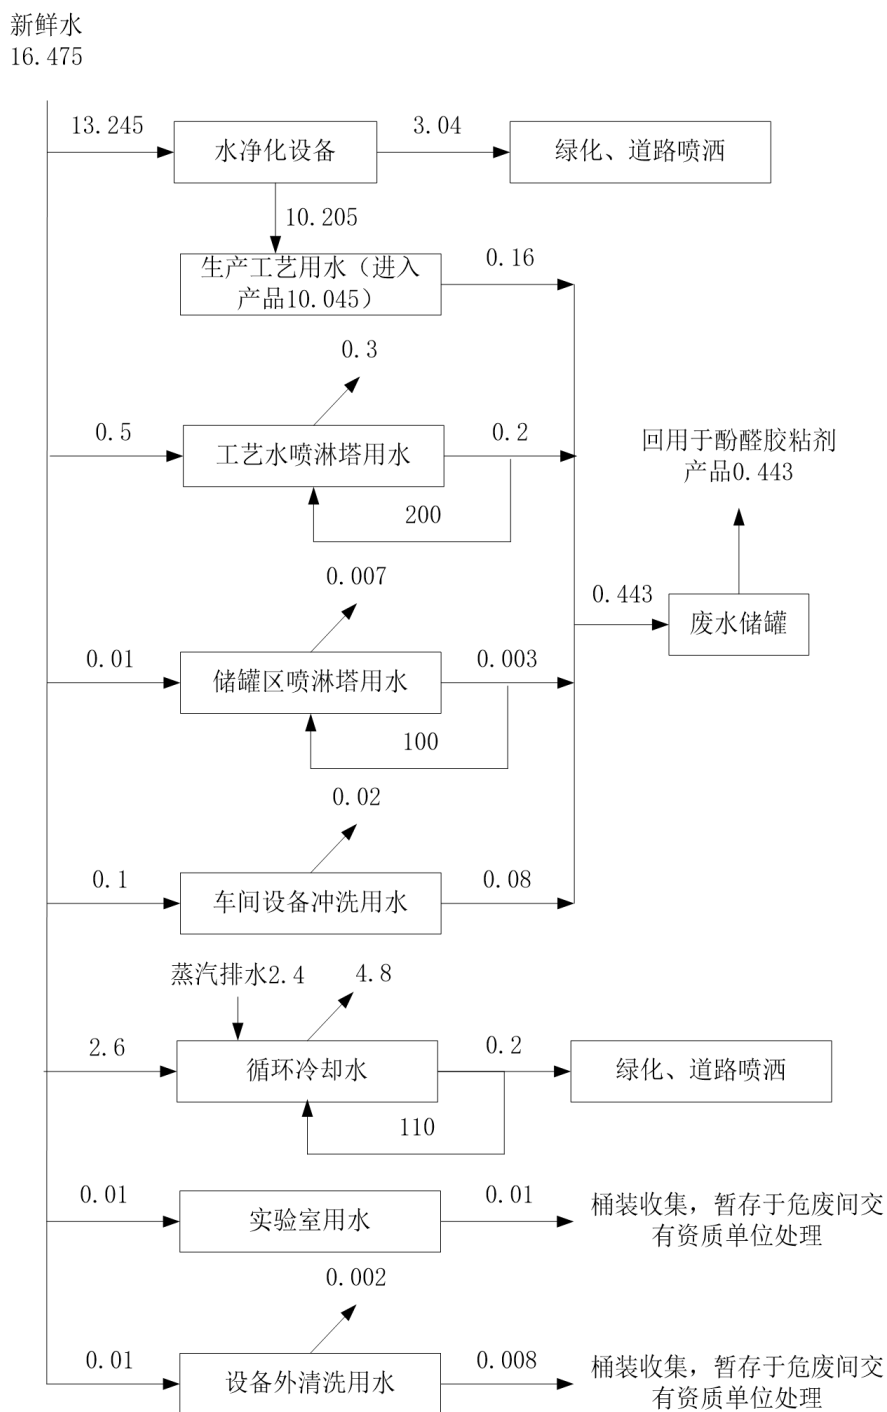 新鲜水
16.475
13.245
水净化设备
3.04
绿化、道路喷洒
10.205
生产工艺用水（进入
产品10.045）
0.16
0.3
0.5
工艺水喷淋塔用水
0.2
200
回用于酚醛胶粘剂
产品0.443
0.007
0.443
废水储罐
0.01
储罐区喷淋塔用水
0.003
100
0.02
0.1
车间设备冲洗用水
0.08
蒸汽排水2.4
4.8
2.6
循环冷却水
0.2
绿化、道路喷洒
110
0.01
实验室用水
0.01
桶装收集，暂存于危废间交
有资质单位处理
0.002
0.01
设备外清洗用水
0.008
桶装收集，暂存于危废间交
有资质单位处理